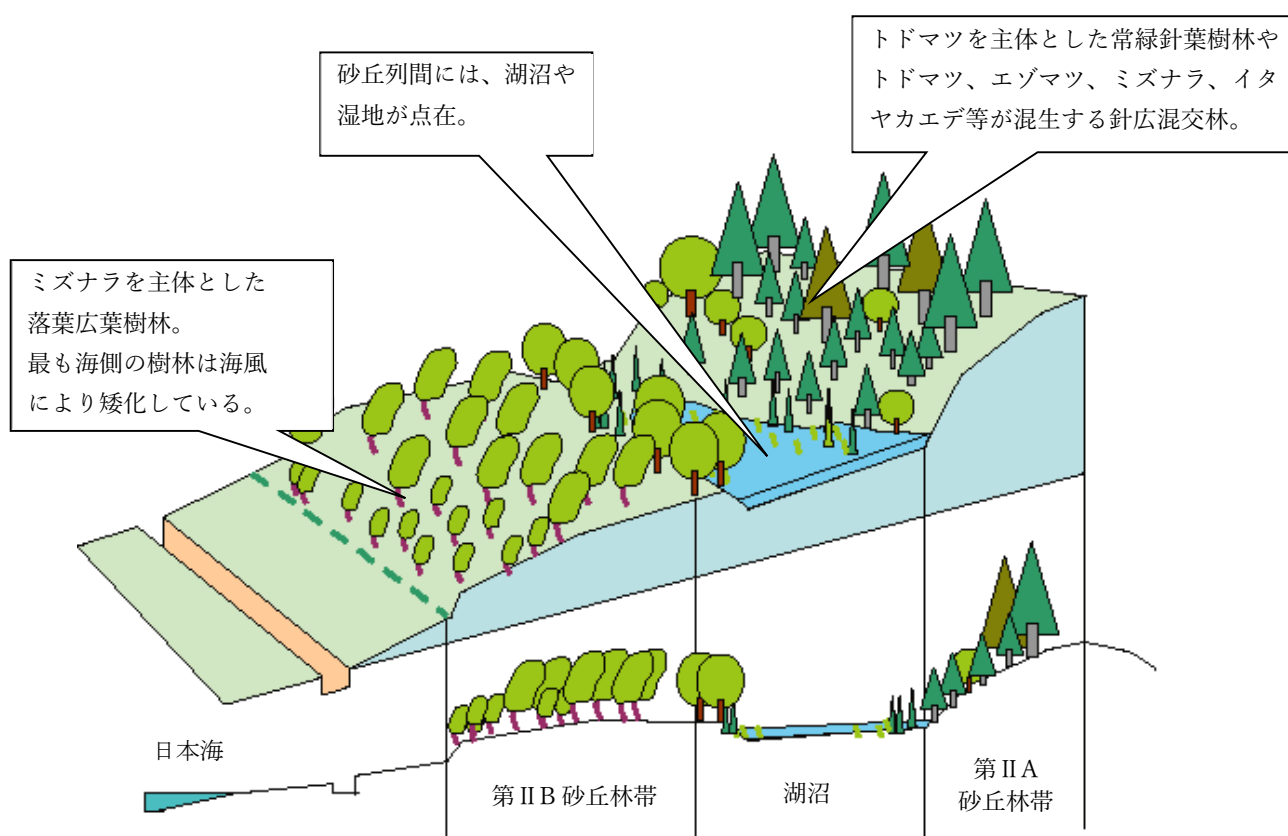 トドマツを主体とした常緑針葉樹林や
トドマツ、エゾマツ、ミズナラ、イタ
ヤカエデ等が混生する針広混交林。
砂丘列間には、湖沼や
湿地が点在。
ミズナラを主体とした
落葉広葉樹林。
最も海側の樹林は海風
により矮化している。
日本海
第ⅡB砂丘林帯
湖沼
第ⅡA
砂丘林帯